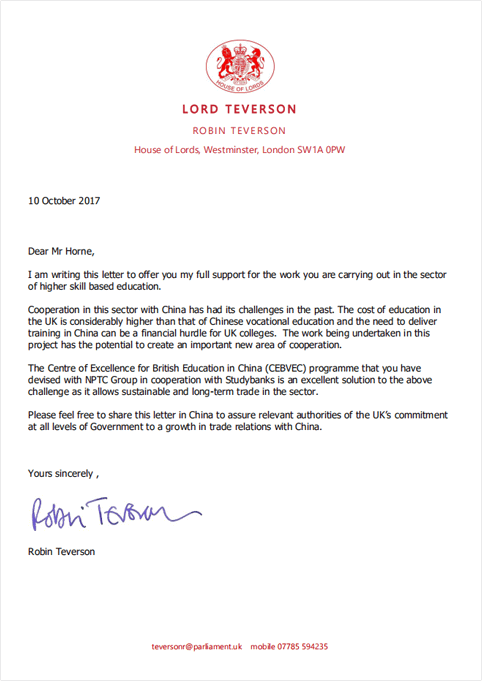 HOUSE OF LORDS
LORD TEVERSON
ROBIN TEVERSON
House of Lords, Westminster, London SW1A 0PW
10 October 2017
Dear Mr Horne,
I am writing this letter to offer you my full support for the work you are carrying out in the sector
of higher skill based education.
Cooperation in this sector with China has had its challenges in the past. The cost of education in
the UK is considerably higher than that of Chinese vocational education and the need to deliver
training in China can be a financial hurdle for UK colleges.  The work being undertaken in this
project has the potential to create an important new area of cooperation.
The Centre of Excellence for British Education in China (CEBVEC) programme that you have
devised with NPTC Group in cooperation with Studybanks is an excellent solution to the above
challenge as it allows sustainable and long-term trade in the sector.
Please feel free to share this letter in China to assure relevant authorities of the UK’s commitment
at all levels of Government to a growth in trade relations with China.
Yours sincerely ,
Robin Teverson
Robin Teverson
teversonr@parliament.uk    mobile 07785 594235